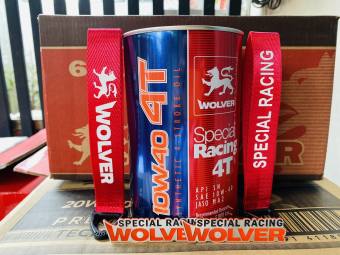 WOLVER
10W40 4T
SYNTHETIC 4-STROKE OIL
WOLVER
Special
Racing
4T
API SN
SAE 10W-40
JASO MA2
SPECIAL RACING
SPECIAL RACING
WOLVER
SPECIAL RACING
WOLVER
6
20W